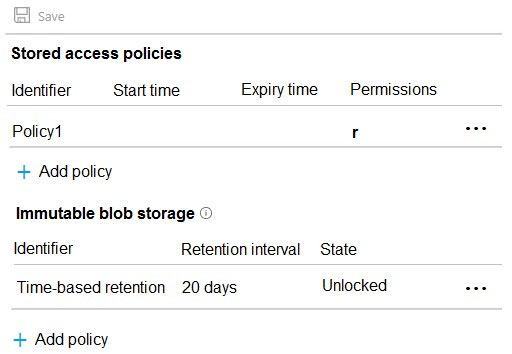 Save
Stored access policies
Identifier Start time Expiry time Permissions
Policy1 r ...
+ Add policy
Immutable blob storage
Identifier Retention interval State
Time-based retention 20 days Unlocked ...
+ Add policy